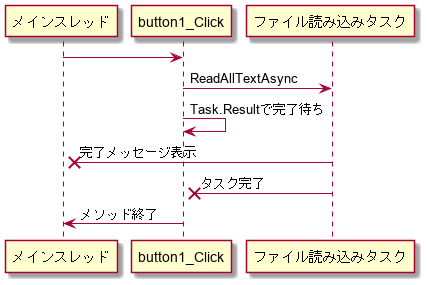 メインスレッド
button1_Click
ファイル読み込みタスク
ReadAllTextAsync
Task.Resultで完了待ち
完了メッセージ表示
タスク完了
メソッド終了
メインスレッド
button1_Click
ファイル読み込みタスク